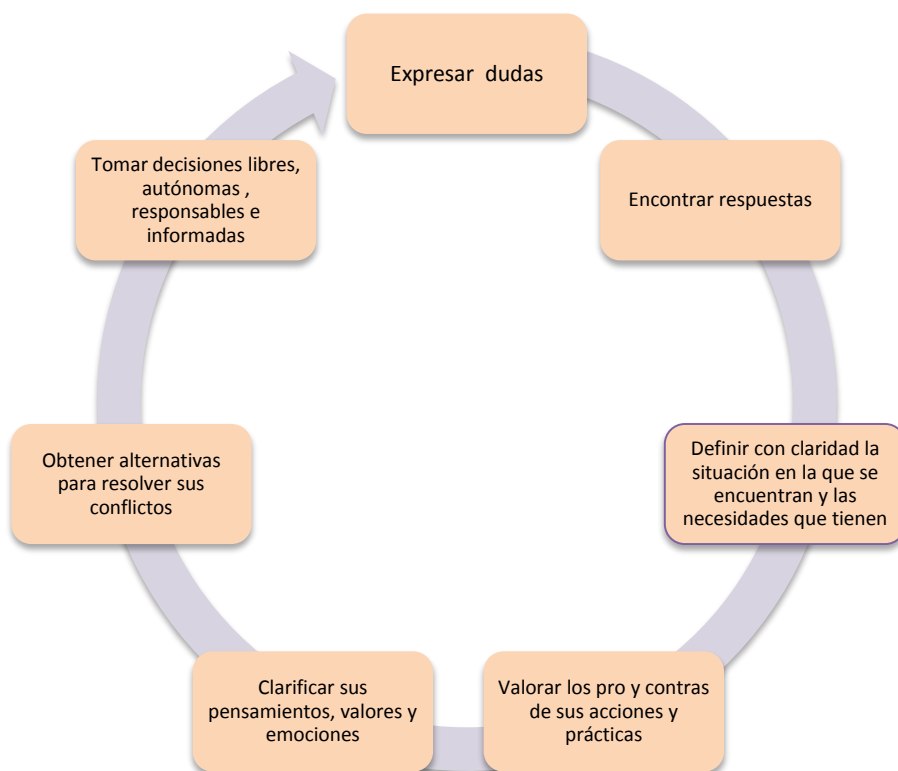 Expresar dudas
Encontrar respuestas
Definir con claridad la
situación en la que se
encuentran y las
necesidades que tienen
Valorar los pro y contras
de sus acciones y
prácticas
Clarificar sus
pensamientos, valores y
emociones
Obtener alternativas
para resolver sus
conflictos
Tomar decisiones libres,
autónomas ,
responsables e
informadas